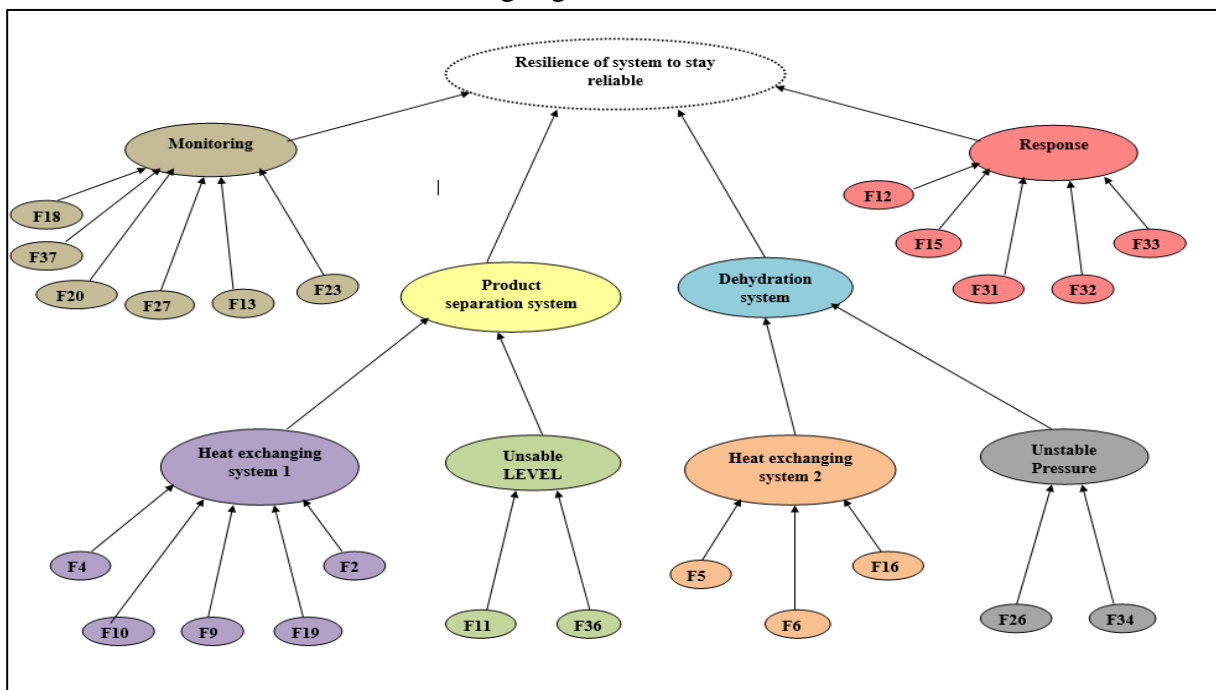 Resilience of system to stay
reliable
Monitoring
Response
F18
F37
F20
F27
F13
F23
F12
F15
F31
F32
F33
Product
separation system
Dehydration
system
Heat exchanging
system 1
Unsable
LEVEL
Heat exchanging
system 2
Unstable
Pressure
F4
F10
F9
F19
F2
F11
F36
F5
F6
F16
F26
F34